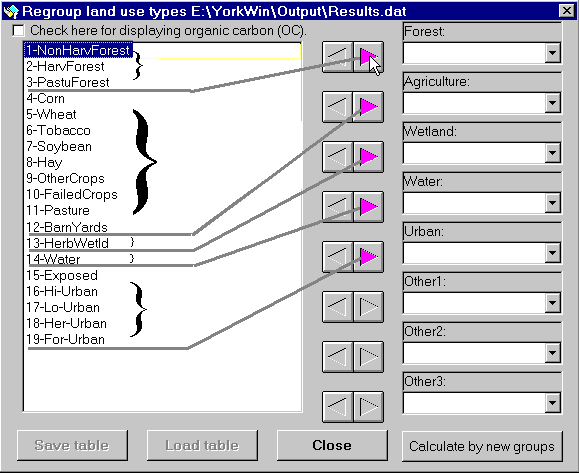 Regroup land use types E:\YorkWin\Output\Results.dat
Check here for displaying organic carbon (OC).
1-NonHarvForest
2-HarvForest
3-PastuForest
4-Corn
5-Wheat
6-Tobacco
7-Soybean
8-Hay
9-OtherCrops
10-FailedCrops
11-Pasture
12-BarnYards
13-HerbWetld }
14-Water }
15-Exposed
16-Hi-Urban
17-Lo-Urban
18-Her-Urban
19-For-Urban
Forest:
Agriculture:
Wetland:
Water:
Urban:
Other1:
Other2:
Other3:
Save table
Load table
Close
Calculate by new groups